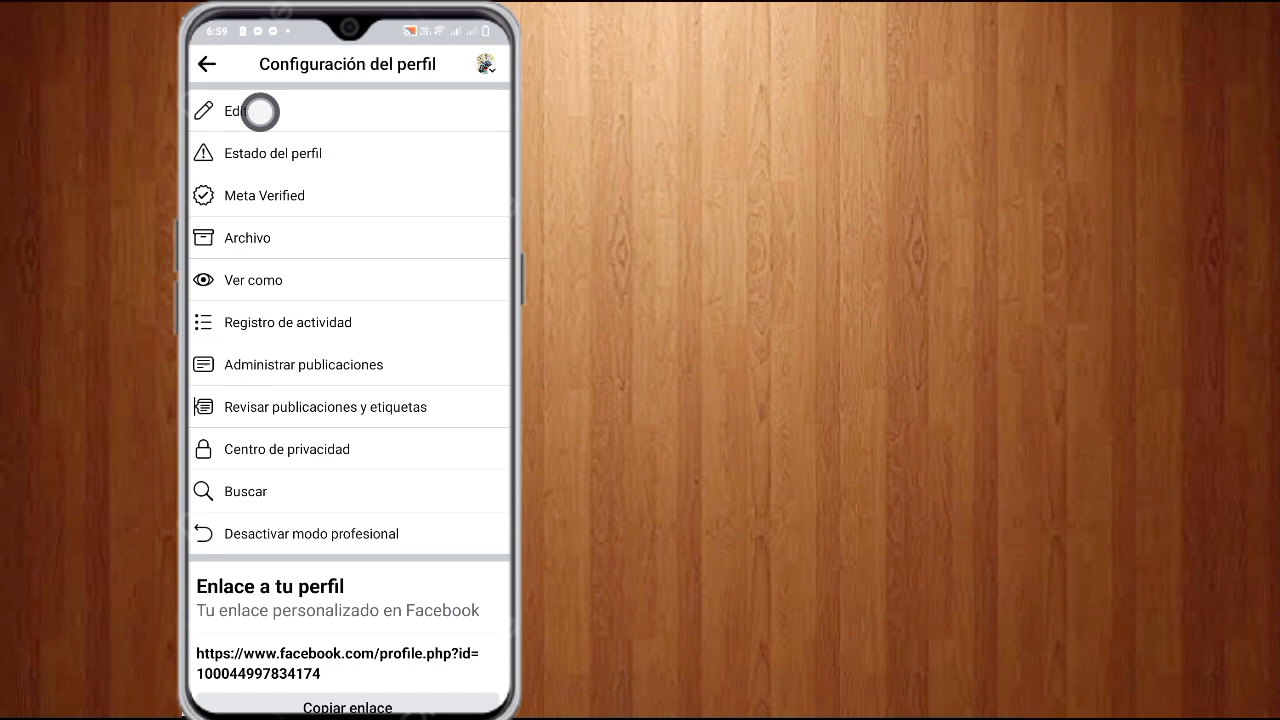 6:59
Configuración del perfil
Estado del perfil
Meta Verified
Archivo
Ver como
Registro de actividad
Administrar publicaciones
Revisar publicaciones y etiquetas
Centro de privacidad
Buscar
Desactivar modo profesional
Enlace a tu perfil
Tu enlace personalizado en Facebook
https://www.facebook.com/profile.php?id=
100044997834174
Copiar enlace